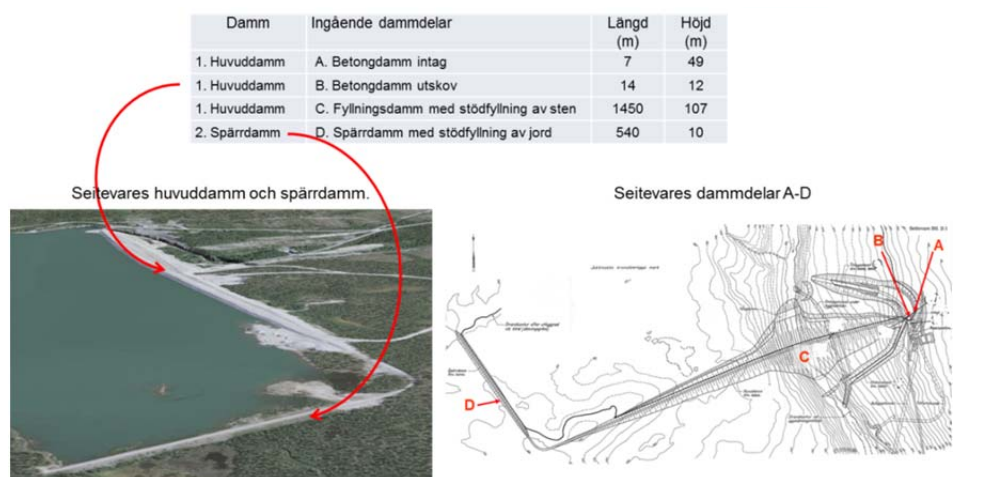 Damm Ingående dammdelar Längd (m) Höjd (m)
1. Huvuddamm A. Betongdamm intag 7 49
1. Huvuddamm B. Betongdamm utskov 14 12
1. Huvuddamm C. Fyllningsdamm med stödfyllning av sten 1450 107
2. Spärrdamm D. Spärrdamm med stödfyllning av jord 540 10
Seitevares huvuddamm och spärrdamm.
Seitevares dammdelar A-D
B
A
C
D